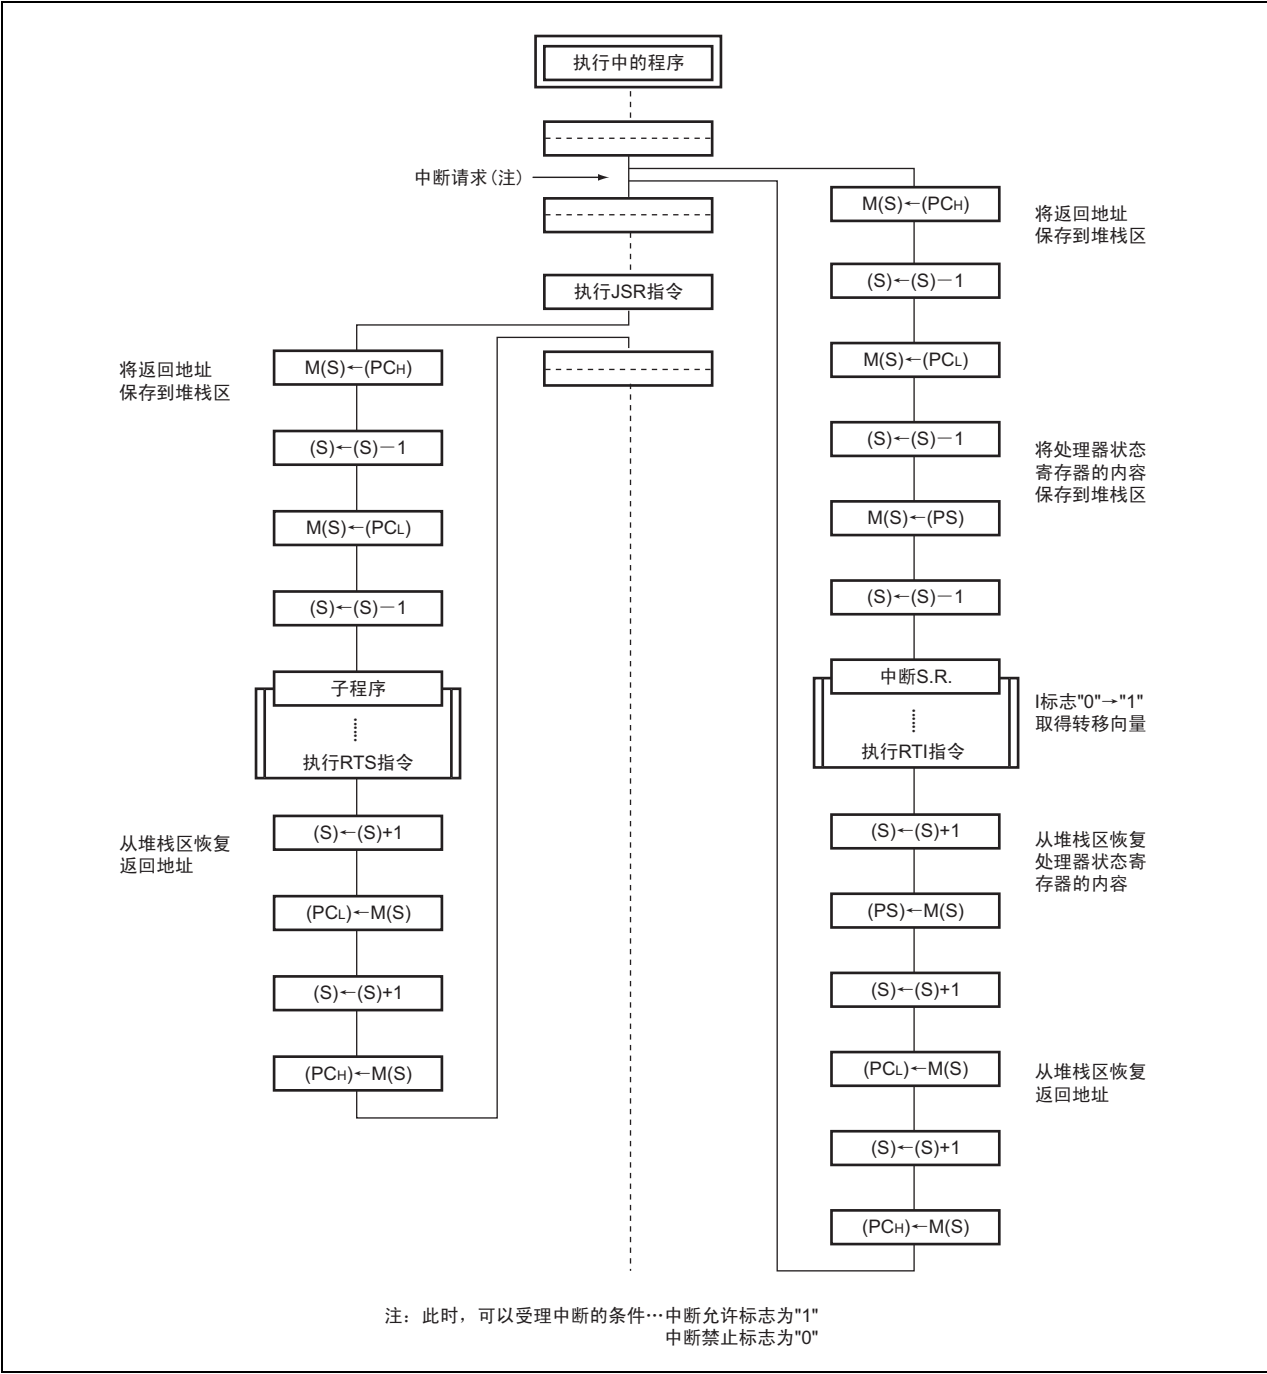 执行中的程序
中断请求(注)
执行JSR指令
将返回地址
保存到堆栈区
M(S)←(PCH)
(S)←(S)－1
M(S)←(PCL)
(S)←(S)－1
子程序
执行RTS指令
从堆栈区恢复
返回地址
(S)←(S)+1
(PCL)←M(S)
(S)←(S)+1
(PCH)←M(S)
M(S)←(PCH)
将返回地址
保存到堆栈区
(S)←(S)－1
M(S)←(PCL)
(S)←(S)－1
将处理器状态
寄存器的内容
保存到堆栈区
M(S)←(PS)
(S)←(S)－1
中断S.R.
执行RTI指令
I标志"0"→"1"
取得转移向量
(S)←(S)+1
从堆栈区恢复
处理器状态寄
存器的内容
(PS)←M(S)
(S)←(S)+1
(PCL)←M(S)
从堆栈区恢复
返回地址
(S)←(S)+1
(PCH)←M(S)
注：此时，可以受理中断的条件…中断允许标志为"1"
中断禁止标志为"0"